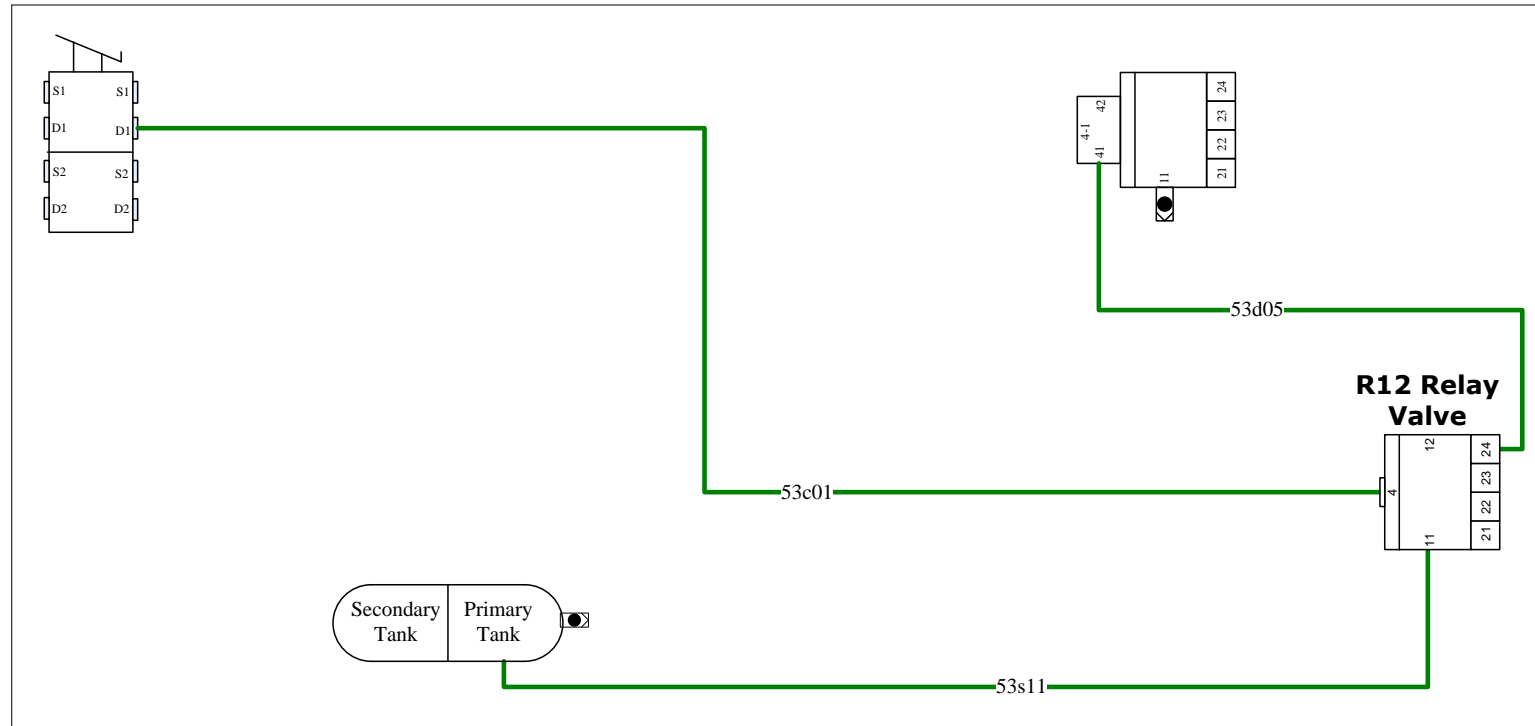 S1 S1
D1 D1
S2 S2
D2 D2
42
4-1
41
11
24
23
22
21
53d05
R12 Relay
Valve
12
24
23
22
21
4
11
53c01
Secondary
Tank
Primary
Tank
53s11